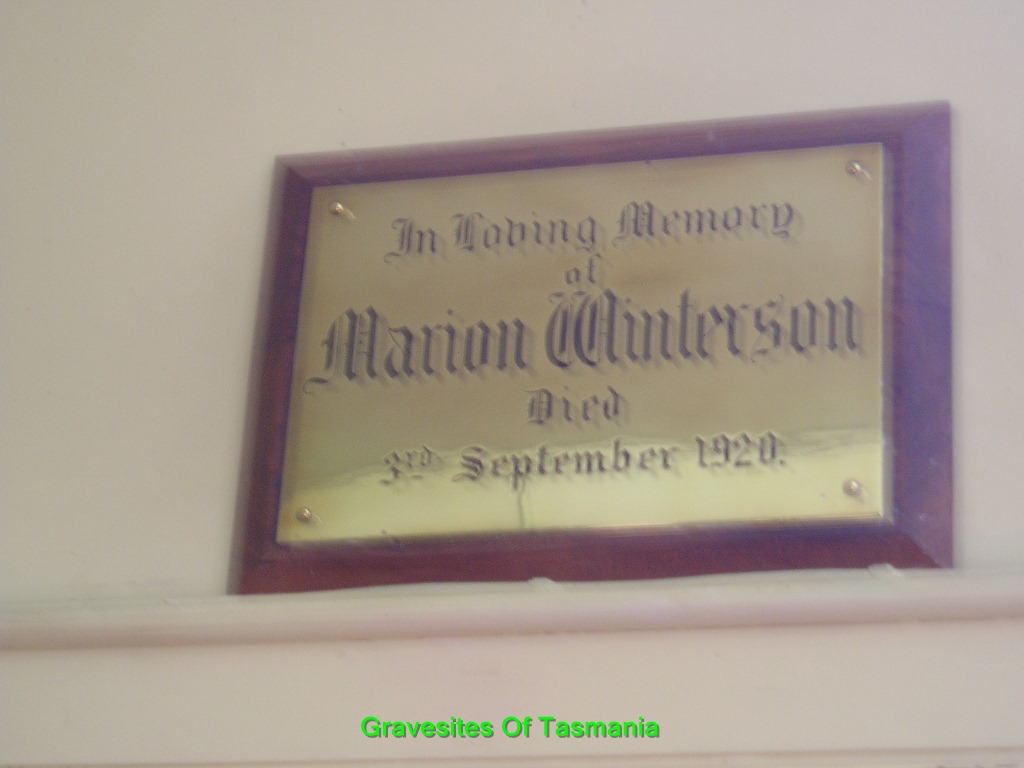 In Loving Memory
of
Marion Winterson
Died
3rd September 1920.
Gravesites Of Tasmania